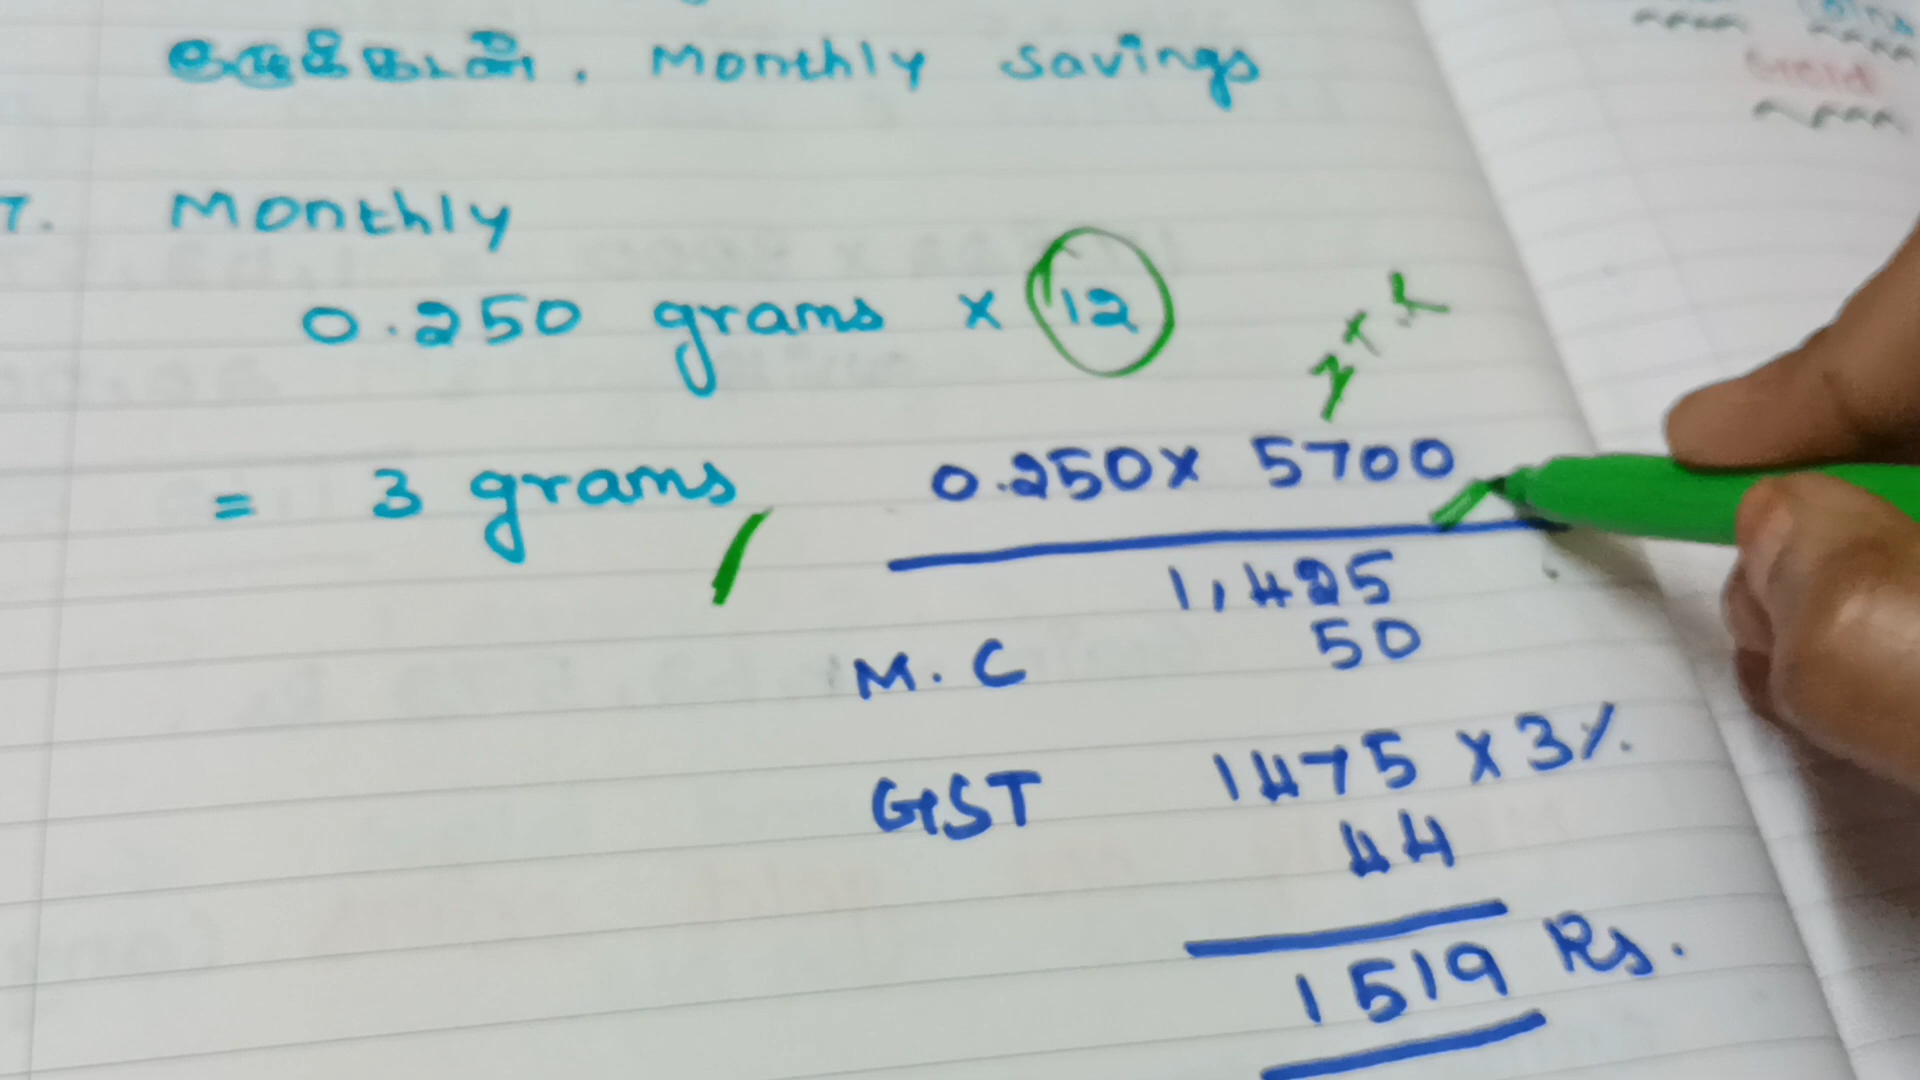 Monthly savings
7. Monthly
0.250 grams x 12
= 3 grams
0.250x 5700
1,425
M.C 50
GST 1475 x 3%
44
1519 Rs.